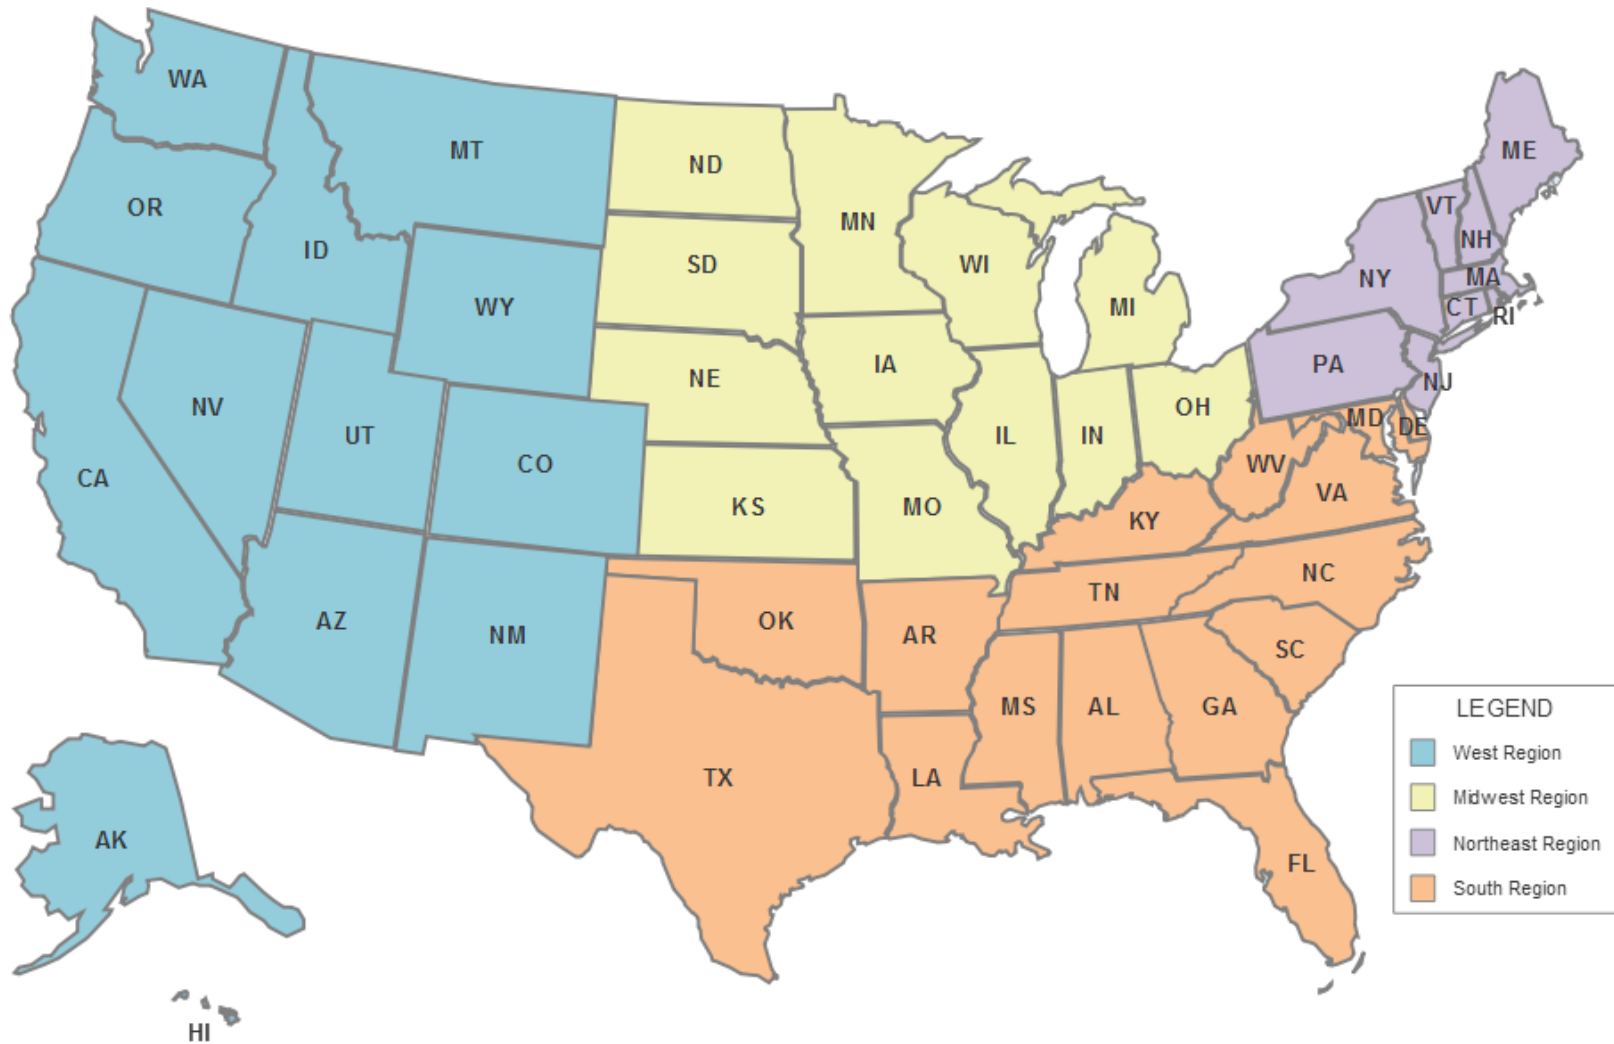 WA
MT
ND
ME
OR
MN
VT
ID
SD
WI
NH
NY
MA
WY
MI
CT
RI
IA
PA
NE
NJ
NV
OH
MD
DE
UT
IL
IN
CO
WV
CA
VA
KS
MO
KY
NC
TN
AZ
OK
NM
AR
SC
MS
AL
GA
TX
LA
AK
FL
HI
LEGEND
West Region
Midwest Region
Northeast Region
South Region